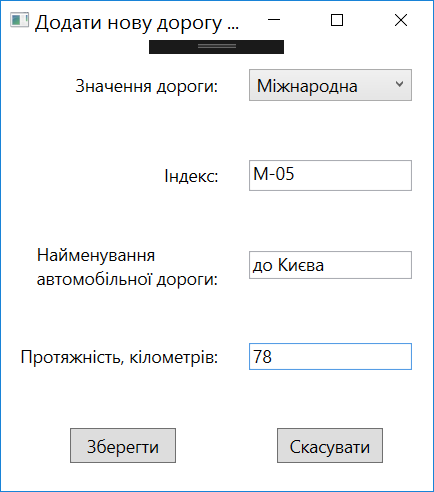 Додати нову дорогу ...
Значення дороги:
Міжнародна
Індекс:
М-05
Найменування
автомобільної дороги:
до Києва
Протяжність, кілометрів:
78
Зберегти
Скасувати